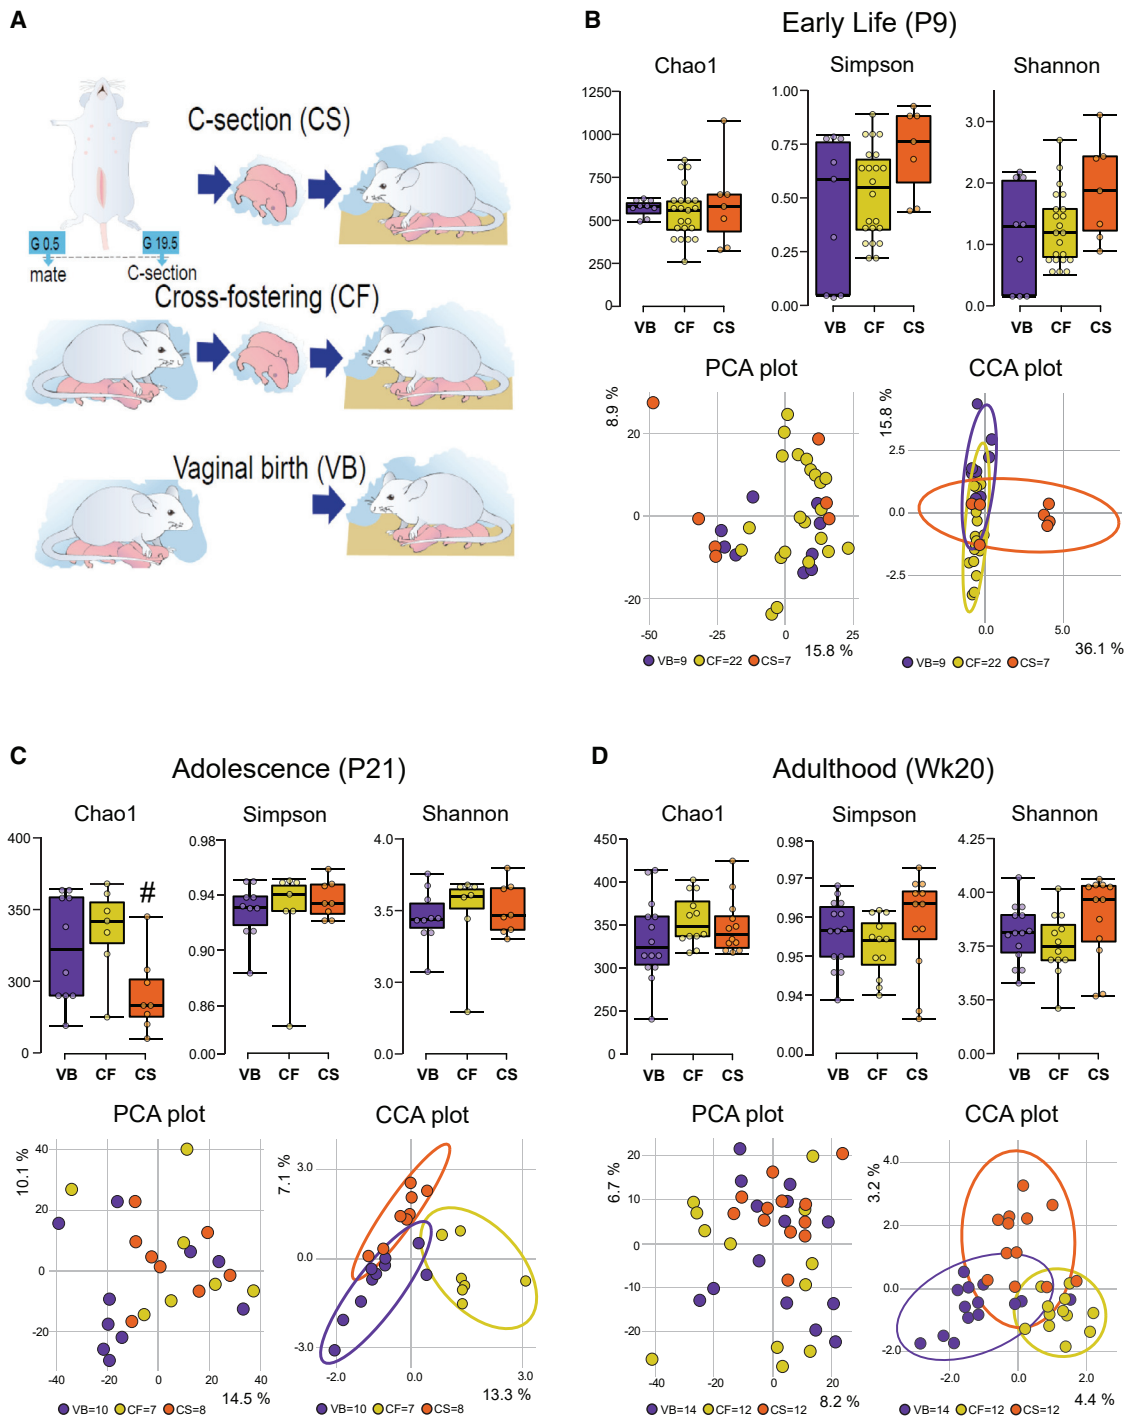 A
C-section (CS)
G 0.5
G 19.5
mate
C-section
Cross-fostering (CF)
Vaginal birth (VB)
B
Early Life (P9)
Chao1
Simpson
Shannon
1250
1000
750
500
250
0
VB CF CS
1.00
0.75
0.50
0.25
0.00
VB CF CS
3.0
2.0
1.0
0.0
VB CF CS
PCA plot
8.9 %
20
0
-20
-50 -25 0 25
15.8 %
VB=9 CF=22 CS=7
CCA plot
15.8 %
2.5
0.0
-2.5
0.0 5.0
36.1 %
VB=9 CF=22 CS=7
C
Adolescence (P21)
Chao1
Simpson
Shannon
400
350
300
0
#
VB CF CS
0.98
0.94
0.90
0.86
0.00
VB CF CS
4.0
3.5
3.0
0.0
VB CF CS
PCA plot
10.1 %
40
20
0
-20
-40 -20 0 20 40
14.5 %
VB=10 CF=7 CS=8
CCA plot
7.1 %
3.0
0.0
-3.0
-2.0 0.0 3.0
13.3 %
VB=10 CF=7 CS=8
D
Adulthood (Wk20)
Chao1
Simpson
Shannon
450
400
350
300
250
0
VB CF CS
0.98
0.97
0.96
0.95
0.94
0.00
VB CF CS
4.25
4.00
3.75
3.50
0.00
VB CF CS
PCA plot
6.7 %
20
10
0
-10
-20
-40 -20 0 20
8.2 %
VB=14 CF=12 CS=12
CCA plot
3.2 %
4.0
2.0
0.0
-2.0
-2.0 0.0 2.0
4.4 %
VB=14 CF=12 CS=12